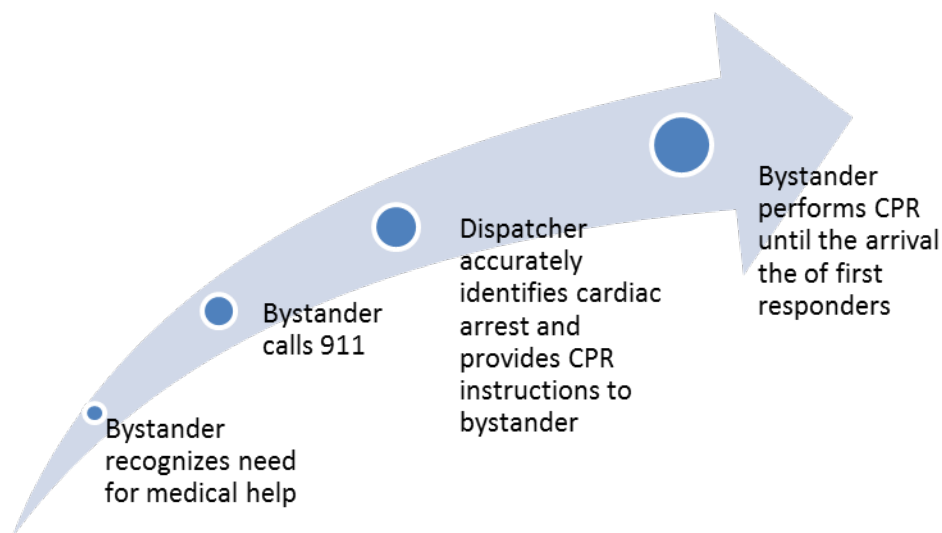 Bystander
recognizes need
for medical help
Bystander
calls 911
Dispatcher
accurately
identifies cardiac
arrest and
provides CPR
instructions to
bystander
Bystander
performs CPR
until the arrival
the of first
responders